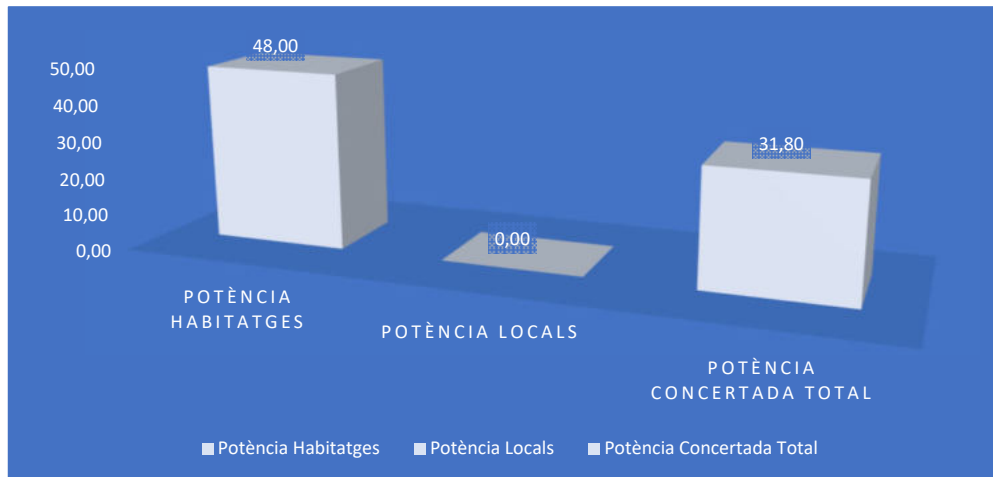 48,00
50,00
40,00
30,00
20,00
10,00
0,00
0,00
31,80
POTÈNCIA
HABITATGES
POTÈNCIA LOCALS
POTÈNCIA
CONCERTADA TOTAL
Potència Habitatges
Potència Locals
Potència Concertada Total